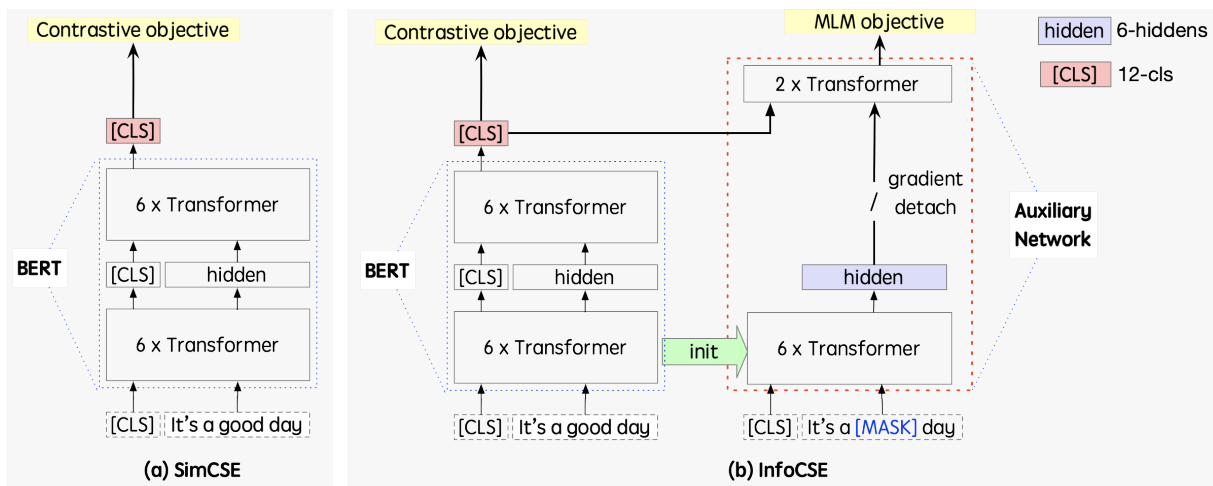 Contrastive objective
[CLS]
6 x Transformer
[CLS] hidden
BERT
6 x Transformer
[CLS] It's a good day
(a) SimCSE
Contrastive objective
[CLS]
6 x Transformer
[CLS] hidden
BERT
6 x Transformer
[CLS] It's a good day
init
MLM objective
2 x Transformer
gradient
/ detach
hidden
6 x Transformer
[CLS] It's a [MASK] day
Auxiliary
Network
(b) InfoCSE
hidden 6-hiddens
[CLS] 12-cls